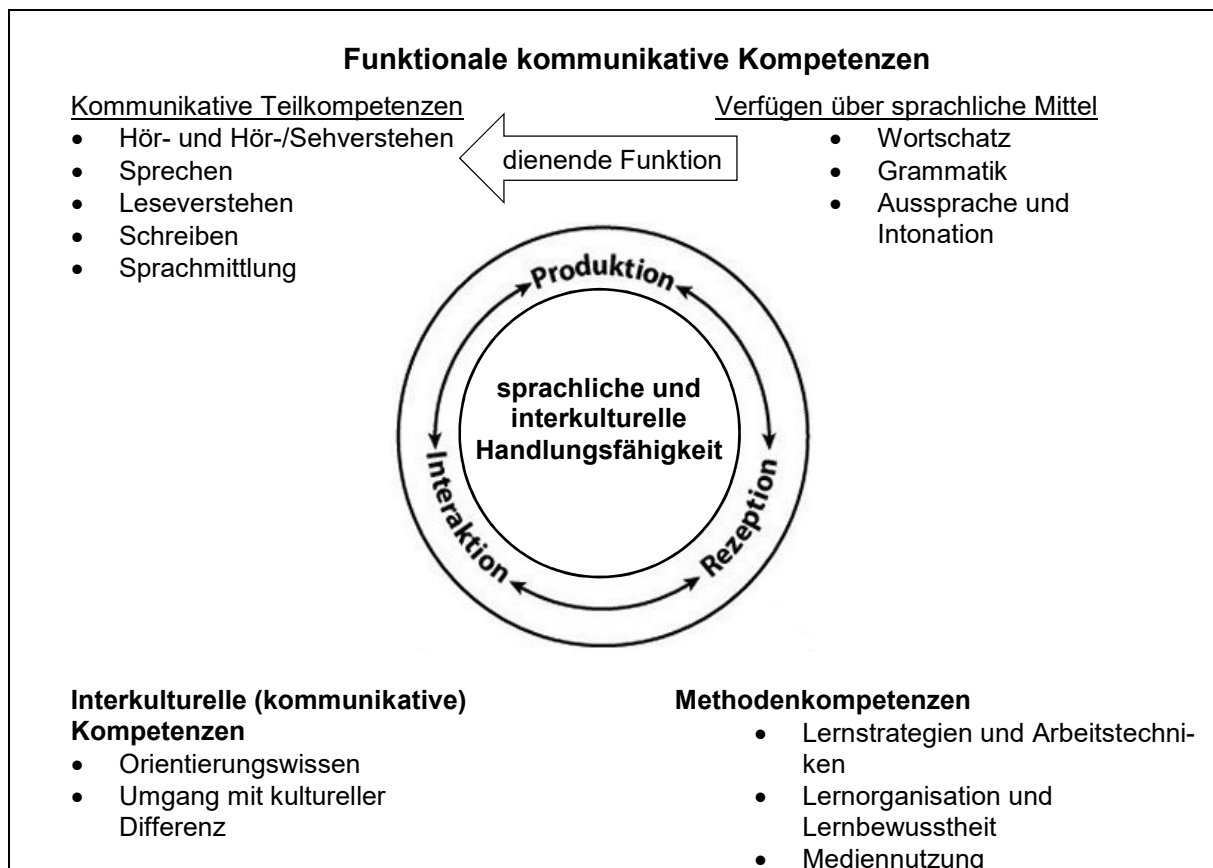 Funktionale kommunikative Kompetenzen
Kommunikative Teilkompetenzen
• Hör- und Hör-/Sehverstehen
• Sprechen
• Leseverstehen
• Schreiben
• Sprachmittlung
dienende Funktion
Verfügen über sprachliche Mittel
• Wortschatz
• Grammatik
• Aussprache und
Intonation
Produktion
sprachliche und
interkulturelle
Handlungsfähigkeit
Interaktion
Rezeption
Interkulturelle (kommunikative)
Kompetenzen
• Orientierungswissen
• Umgang mit kultureller
Differenz
Methodenkompetenzen
• Lernstrategien und Arbeitstechni-
ken
• Lernorganisation und
Lernbewusstheit
• Mediennutzung